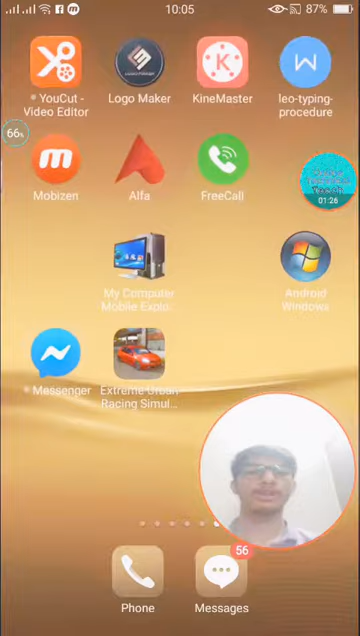 10:05
87%
* YouCut -
Video Editor
Logo Maker
KineMaster
leo-typing-
procedure
66%
Mobizen
Alfa
FreeCall
01:26
My Computer
Mobile Explo..
Android
Windows
* Messenger
Extreme Urban
Racing Simul...
56
Phone
Messages